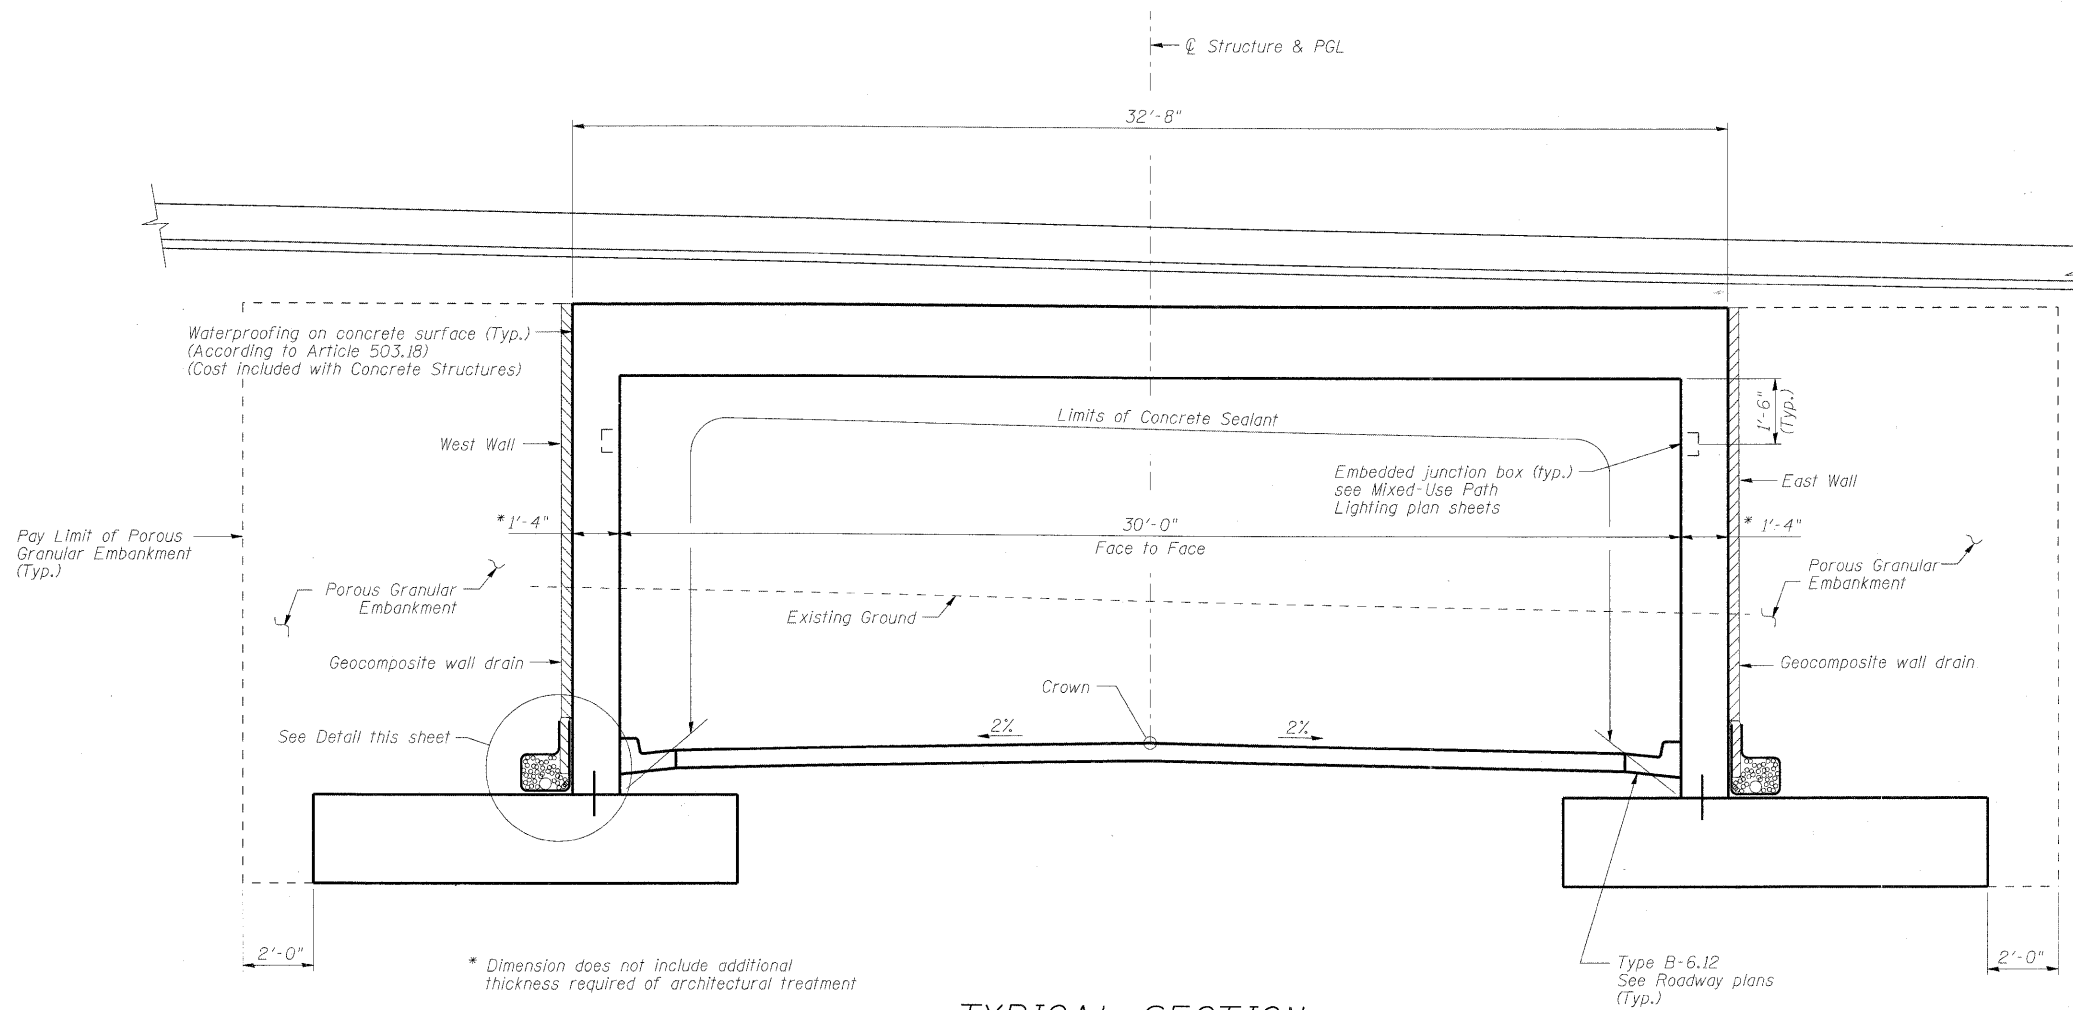 ℄ Structure & PGL
32'-8"
Waterproofing on concrete surface (Typ.)
(According to Article 503.18)
(Cost included with Concrete Structures)
Limits of Concrete Sealant
1'-6"
(Typ.)
West Wall
Embedded junction box (typ.)
see Mixed-Use Path
Lighting plan sheets
East Wall
Pay Limit of Porous
Granular Embankment
(Typ.)
* 1'-4"
30'-0"
Face to Face
* 1'-4"
Porous Granular
Embankment
Porous Granular
Embankment
Existing Ground
Geocomposite wall drain
Geocomposite wall drain
Crown
See Detail this sheet
2%
2%
2'-0"
* Dimension does not include additional
thickness required of architectural treatment
Type B-6.12
See Roadway plans
(Typ.)
2'-0"
TYPICAL SECTION